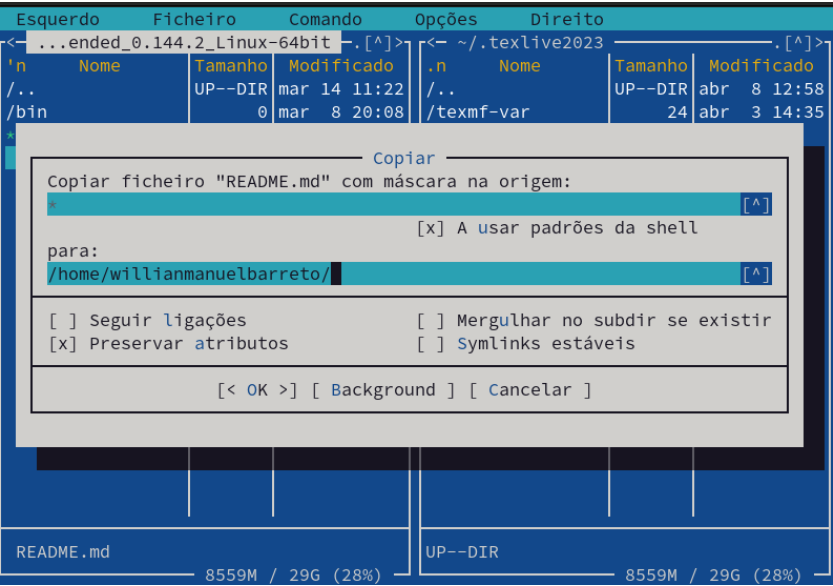 Esquerdo Ficheiro Comando Opções Direito
<- ...ended_0.144.2_Linux-64bit -.[^]> <- ~/.texlive2023 -.[^]>
'n Nome Tamanho Modificado .n Nome Tamanho Modificado
/.. UP--DIR mar 14 11:22 /.. UP--DIR abr 8 12:58
/bin 0 mar 8 20:08 /texmf-var 24 abr 3 14:35
*
Copiar
Copiar ficheiro "README.md" com máscara na origem:
* [^]
[x] A usar padrões da shell
para:
/home/willianmanuelbarreto/ [^]
[ ] Seguir ligações [ ] Mergulhar no subdir se existir
[x] Preservar atributos [ ] Symlinks estáveis
[< OK >] [ Background ] [ Cancelar ]
README.md UP--DIR
8559M / 29G (28%) 8559M / 29G (28%)